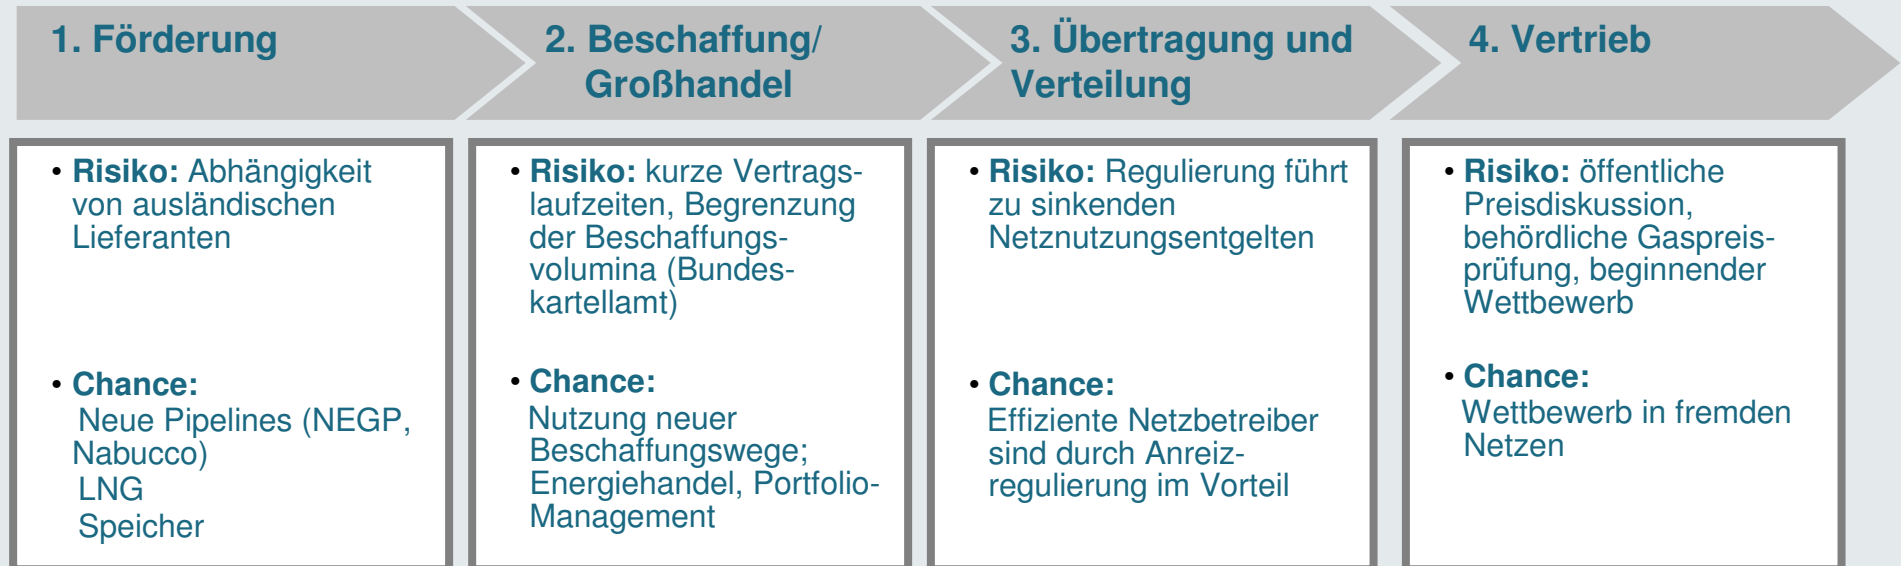 1. Förderung
2. Beschaffung/
Großhandel
3. Übertragung und
Verteilung
4. Vertrieb
• Risiko: Abhängigkeit
von ausländischen
Lieferanten
• Chance:
Neue Pipelines (NEGP,
Nabucco)
LNG
Speicher
• Risiko: kurze Vertrags-
laufzeiten, Begrenzung
der Beschaffungs-
volumina (Bundes-
kartellamt)
• Chance:
Nutzung neuer
Beschaffungswege;
Energiehandel, Portfolio-
Management
• Risiko: Regulierung führt
zu sinkenden
Netznutzungsentgelten
• Chance:
Effiziente Netzbetreiber
sind durch Anreiz-
regulierung im Vorteil
• Risiko: öffentliche
Preisdiskussion,
behördliche Gaspreis-
prüfung, beginnender
Wettbewerb
• Chance:
Wettbewerb in fremden
Netzen